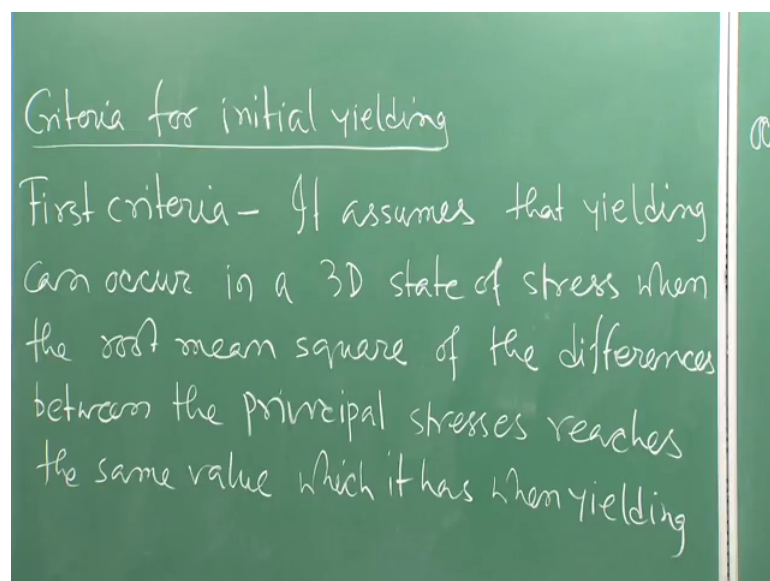 Criteria for initial yielding
First criteria - It assumes that yielding
can occur in a 3D state of stress when
the root mean square of the differences
between the principal stresses reaches
the same value which it has when yielding